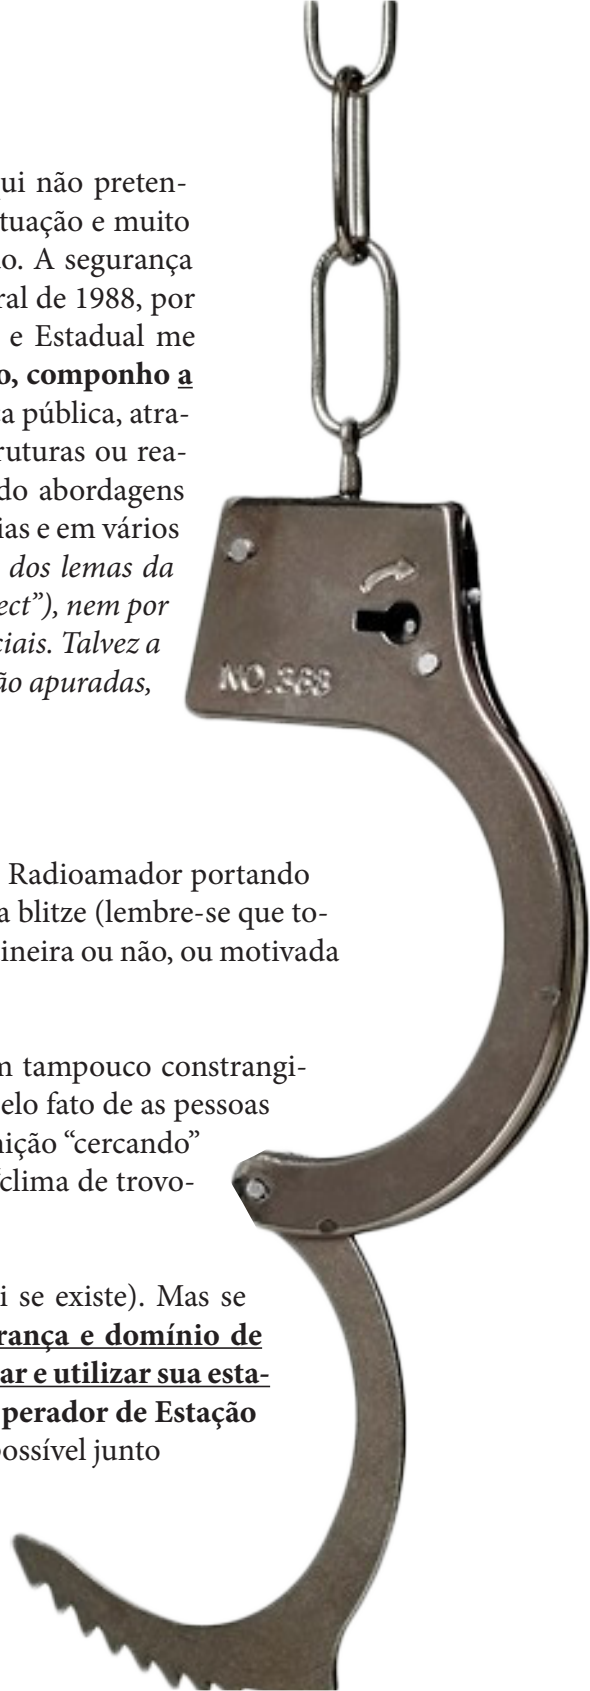 ui não preten-
tuação e muito
o. A segurança
ral de 1988, por
e Estadual me
o, componho a
a pública, atra-
ruturas ou rea-
do abordagens
ias e em vários
dos lemas da
ect”), nem por
ciais. Talvez a
ão apuradas,
NO.388
Radioamador portando
a blitze (lembre-se que to-
ineira ou não, ou motivada
m tampouco constrangi-
elo fato de as pessoas
nição “cercando”
“clima de trovo-
i se existe). Mas se
rança e domínio de
ar e utilizar sua esta-
perador de Estação
possível junto